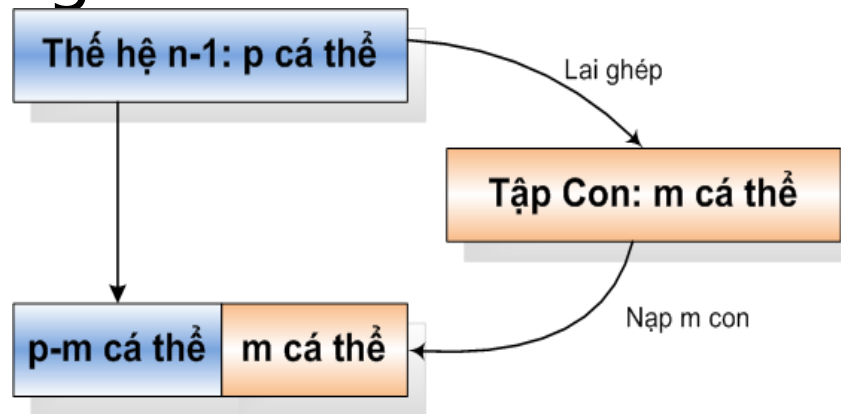 Thế hệ n-1: p cá thể
Lai ghép
Tập Con: m cá thể
Nạp m con
p-m cá thể
m cá thể